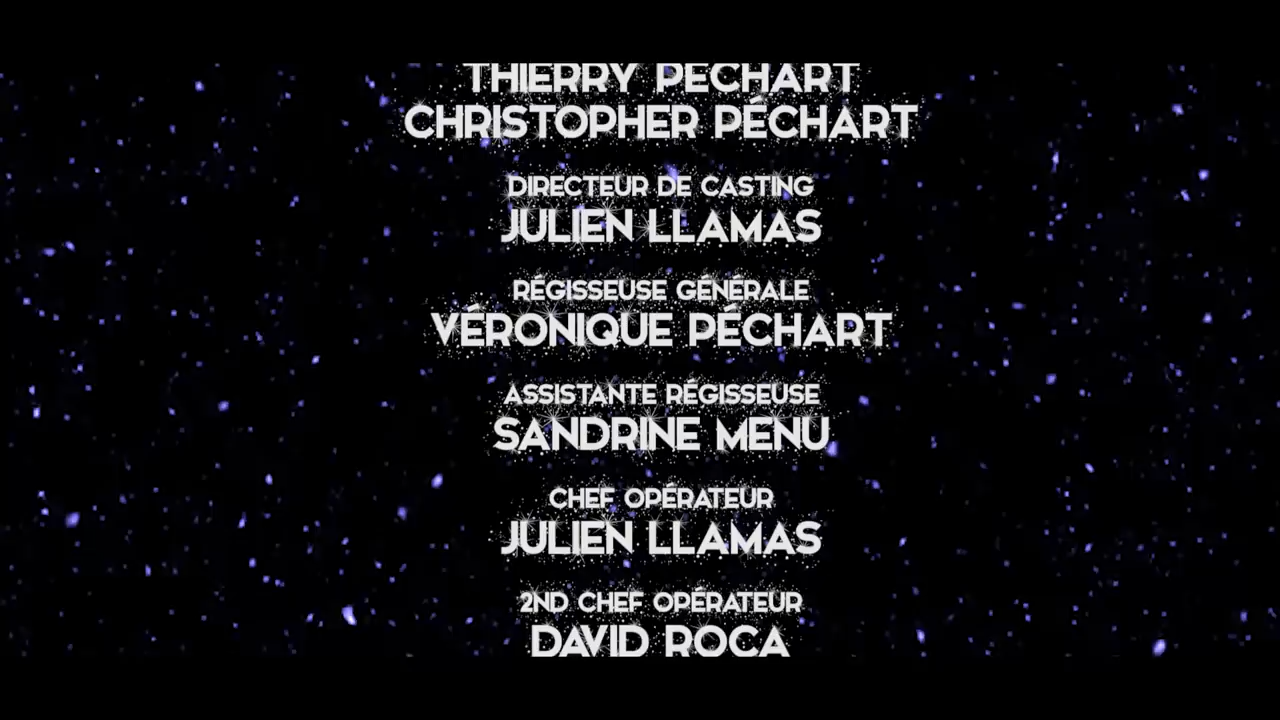 THIERRY PÉCHART
CHRISTOPHER PÉCHART
DIRECTEUR DE CASTING
JULIEN LLAMAS
RÉGISSEUSE GÉNÉRALE
VÉRONIQUE PÉCHART
ASSISTANTE RÉGISSEUSE
SANDRINE MENU
CHEF OPÉRATEUR
JULIEN LLAMAS
2ND CHEF OPÉRATEUR
DAVID ROCA